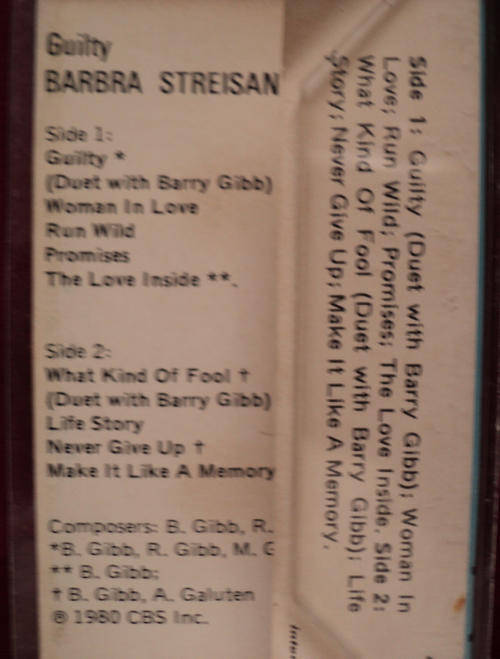 Guilty
BARBRA STREISAN
Side 1:
Guilty *
(Duet with Barry Gibb)
Woman In Love
Run Wild
Promises
The Love Inside **.
Side 2:
What Kind Of Fool †
(Duet with Barry Gibb)
Life Story
Never Give Up †
Make It Like A Memory
Composers: B. Gibb, R.
*B. Gibb, R. Gibb, M. G
** B. Gibb;
† B. Gibb, A. Galuten
℗ 1980 CBS Inc.
Side 1: Guilty (Duet with Barry Gibb); Woman In
Love; Run Wild; Promises; The Love Inside. Side 2:
What Kind Of Fool (Duet with Barry Gibb); Life
Story; Never Give Up; Make It Like A Memory.